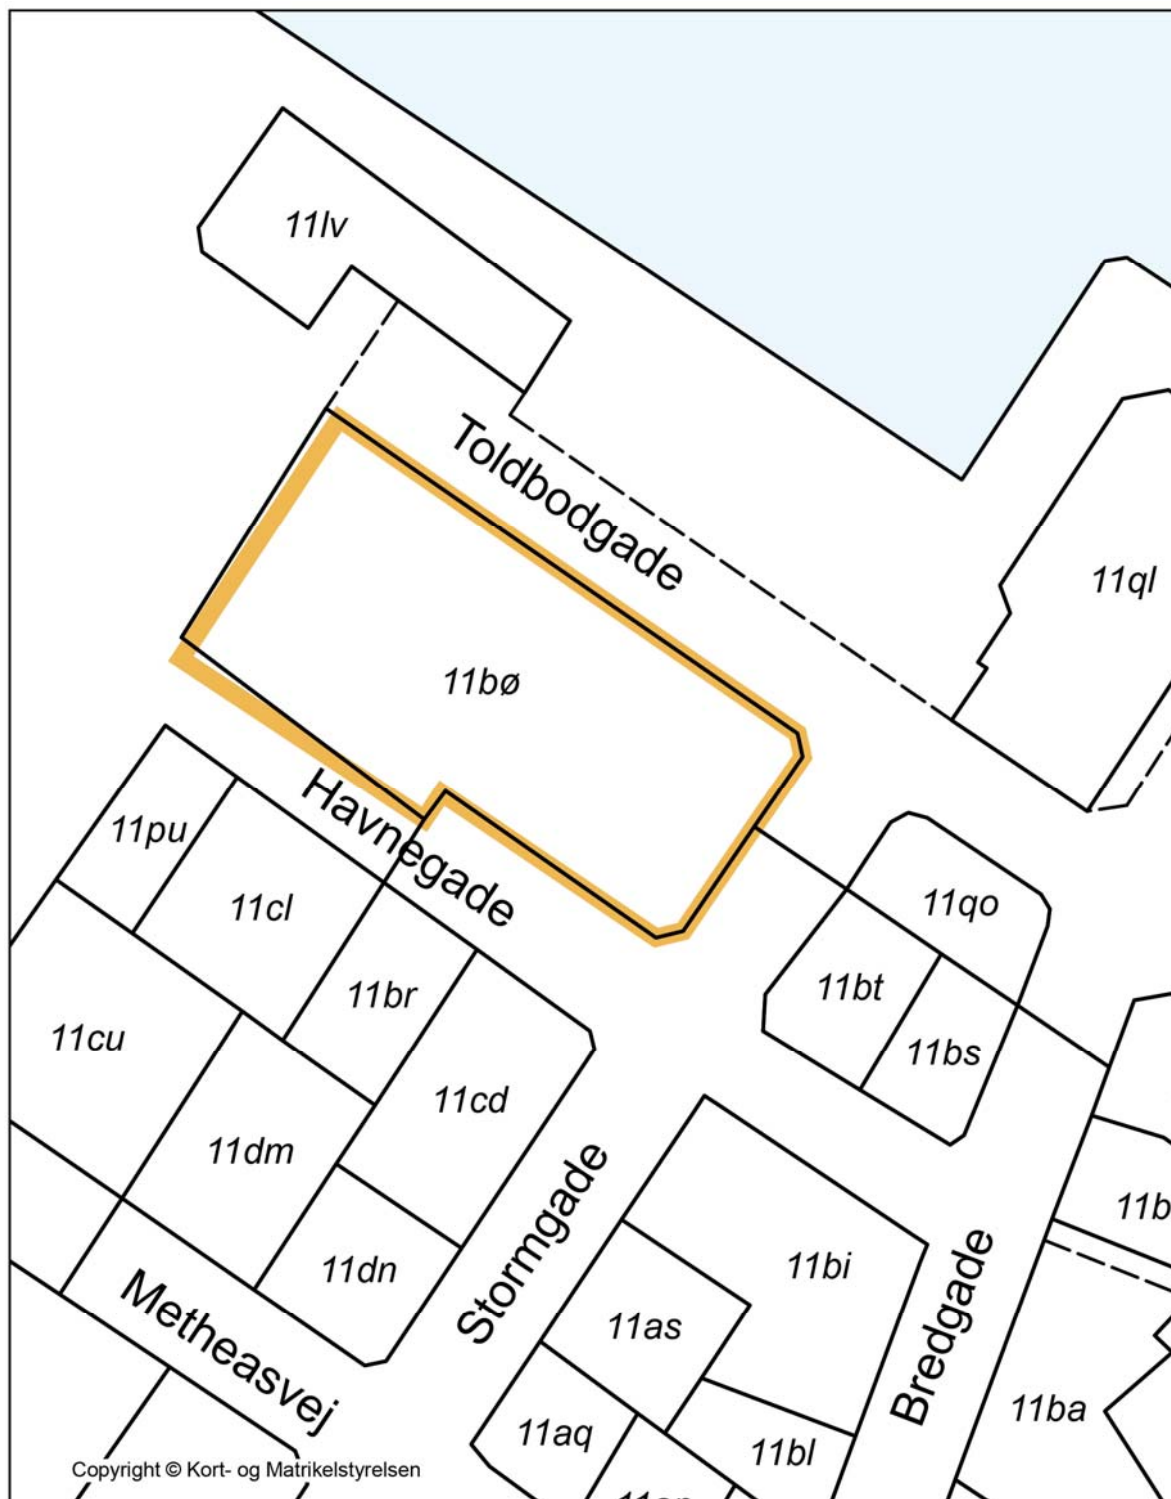 11lv
Toldbodgade
11ql
11bø
Havnegade
11pu
11cl
11qo
11br
11bt
11cu
11bs
11cd
11dm
11b
Stormgade
11dn
11bi
Metheasvej
11as
Bredgade
11ba
11aq
11bl
Copyright © Kort- og Matrikelstyrelsen